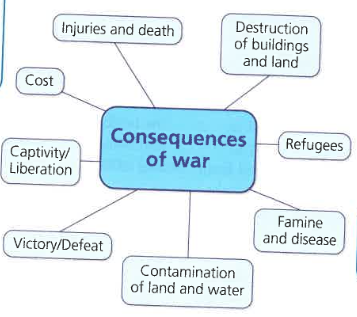 Injuries and death
Destruction
of buildings
and land
Cost
Consequences
of war
Refugees
Captivity/
Liberation
Famine
and disease
Victory/Defeat
Contamination
of land and water